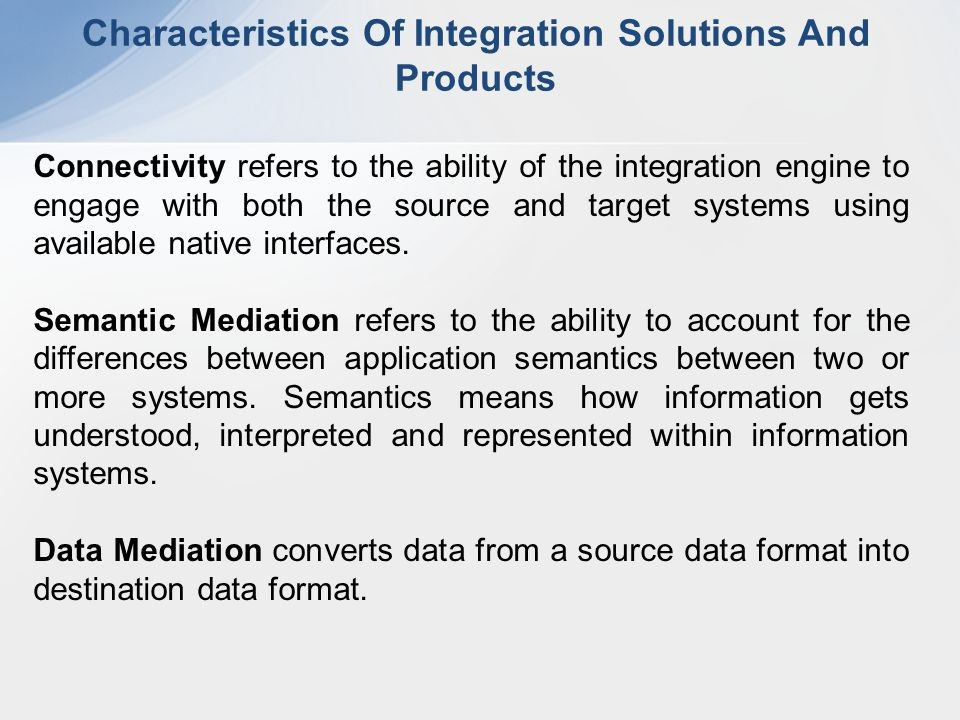 Characteristics Of Integration Solutions And
Products
Connectivity refers to the ability of the integration engine to
engage with both the source and target systems using
available native interfaces.
Semantic Mediation refers to the ability to account for the
differences between application semantics between two or
more systems. Semantics means how information gets
understood, interpreted and represented within information
systems.
Data Mediation converts data from a source data format into
destination data format.